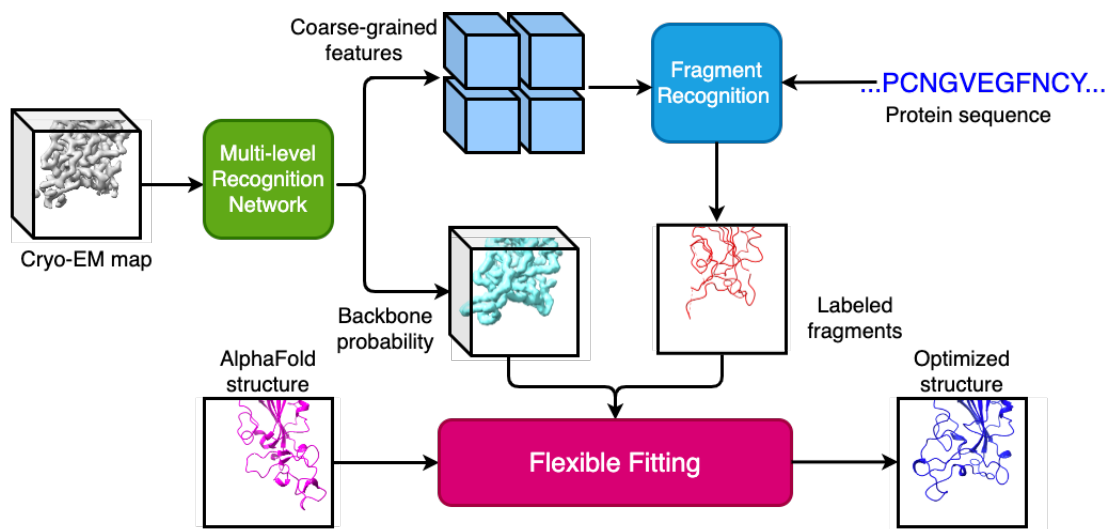 Coarse-grained
features
Fragment
Recognition
...PCNGVEGFNCY...
Protein sequence
Multi-level
Recognition
Network
Cryo-EM map
Backbone
probability
Labeled
fragments
AlphaFold
structure
Optimized
structure
Flexible Fitting